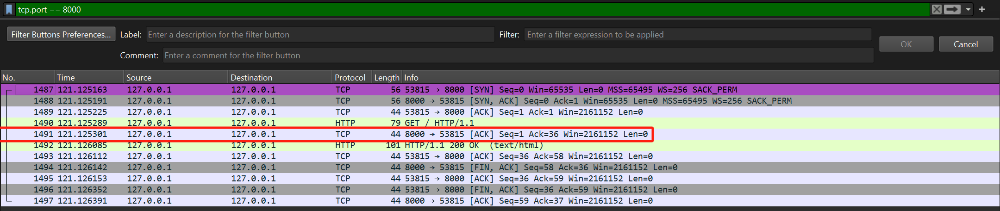 tcp.port == 8000
Filter Buttons Preferences... Label: Enter a description for the filter button Filter: Enter a filter expression to be applied OK Cancel
Comment: Enter a comment for the filter button
No. Time Source Destination Protocol Length Info
1487 121.125163 127.0.0.1 127.0.0.1 TCP 56 53815 → 8000 [SYN] Seq=0 Win=65535 Len=0 MSS=65495 WS=256 SACK_PERM
1488 121.125191 127.0.0.1 127.0.0.1 TCP 56 8000 → 53815 [SYN, ACK] Seq=0 Ack=1 Win=65535 Len=0 MSS=65495 WS=256 SACK_PERM
1489 121.125225 127.0.0.1 127.0.0.1 TCP 44 53815 → 8000 [ACK] Seq=1 Ack=1 Win=2161152 Len=0
1490 121.125289 127.0.0.1 127.0.0.1 HTTP 79 GET / HTTP/1.1
1491 121.125301 127.0.0.1 127.0.0.1 TCP 44 8000 → 53815 [ACK] Seq=1 Ack=36 Win=2161152 Len=0
1492 121.126085 127.0.0.1 127.0.0.1 HTTP 101 HTTP/1.1 200 OK (text/html)
1493 121.126112 127.0.0.1 127.0.0.1 TCP 44 53815 → 8000 [ACK] Seq=36 Ack=58 Win=2161152 Len=0
1494 121.126142 127.0.0.1 127.0.0.1 TCP 44 8000 → 53815 [FIN, ACK] Seq=58 Ack=36 Win=2161152 Len=0
1495 121.126153 127.0.0.1 127.0.0.1 TCP 44 53815 → 8000 [ACK] Seq=36 Ack=59 Win=2161152 Len=0
1496 121.126352 127.0.0.1 127.0.0.1 TCP 44 53815 → 8000 [FIN, ACK] Seq=36 Ack=59 Win=2161152 Len=0
1497 121.126391 127.0.0.1 127.0.0.1 TCP 44 8000 → 53815 [ACK] Seq=59 Ack=37 Win=2161152 Len=0